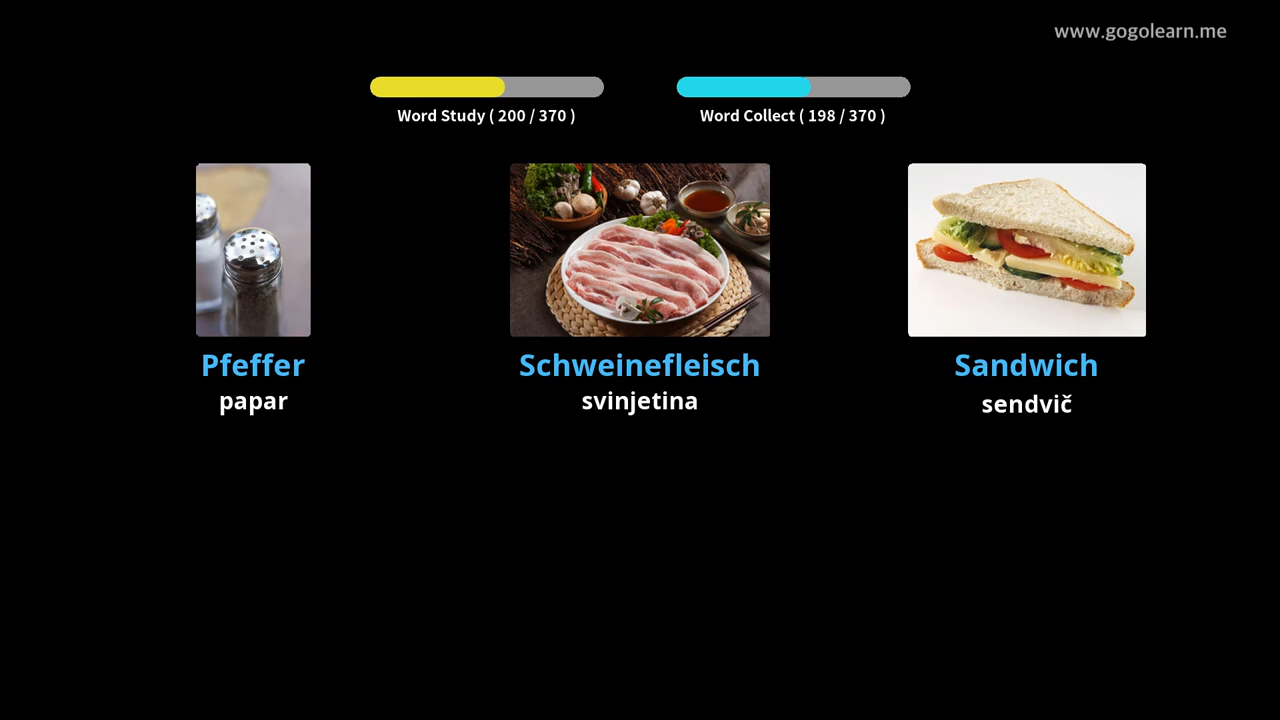 www.gogolearn.me
Word Study ( 200 / 370 )
Word Collect ( 198 / 370 )
Pfeffer
papar
Schweinefleisch
svinjetina
Sandwich
sendvič